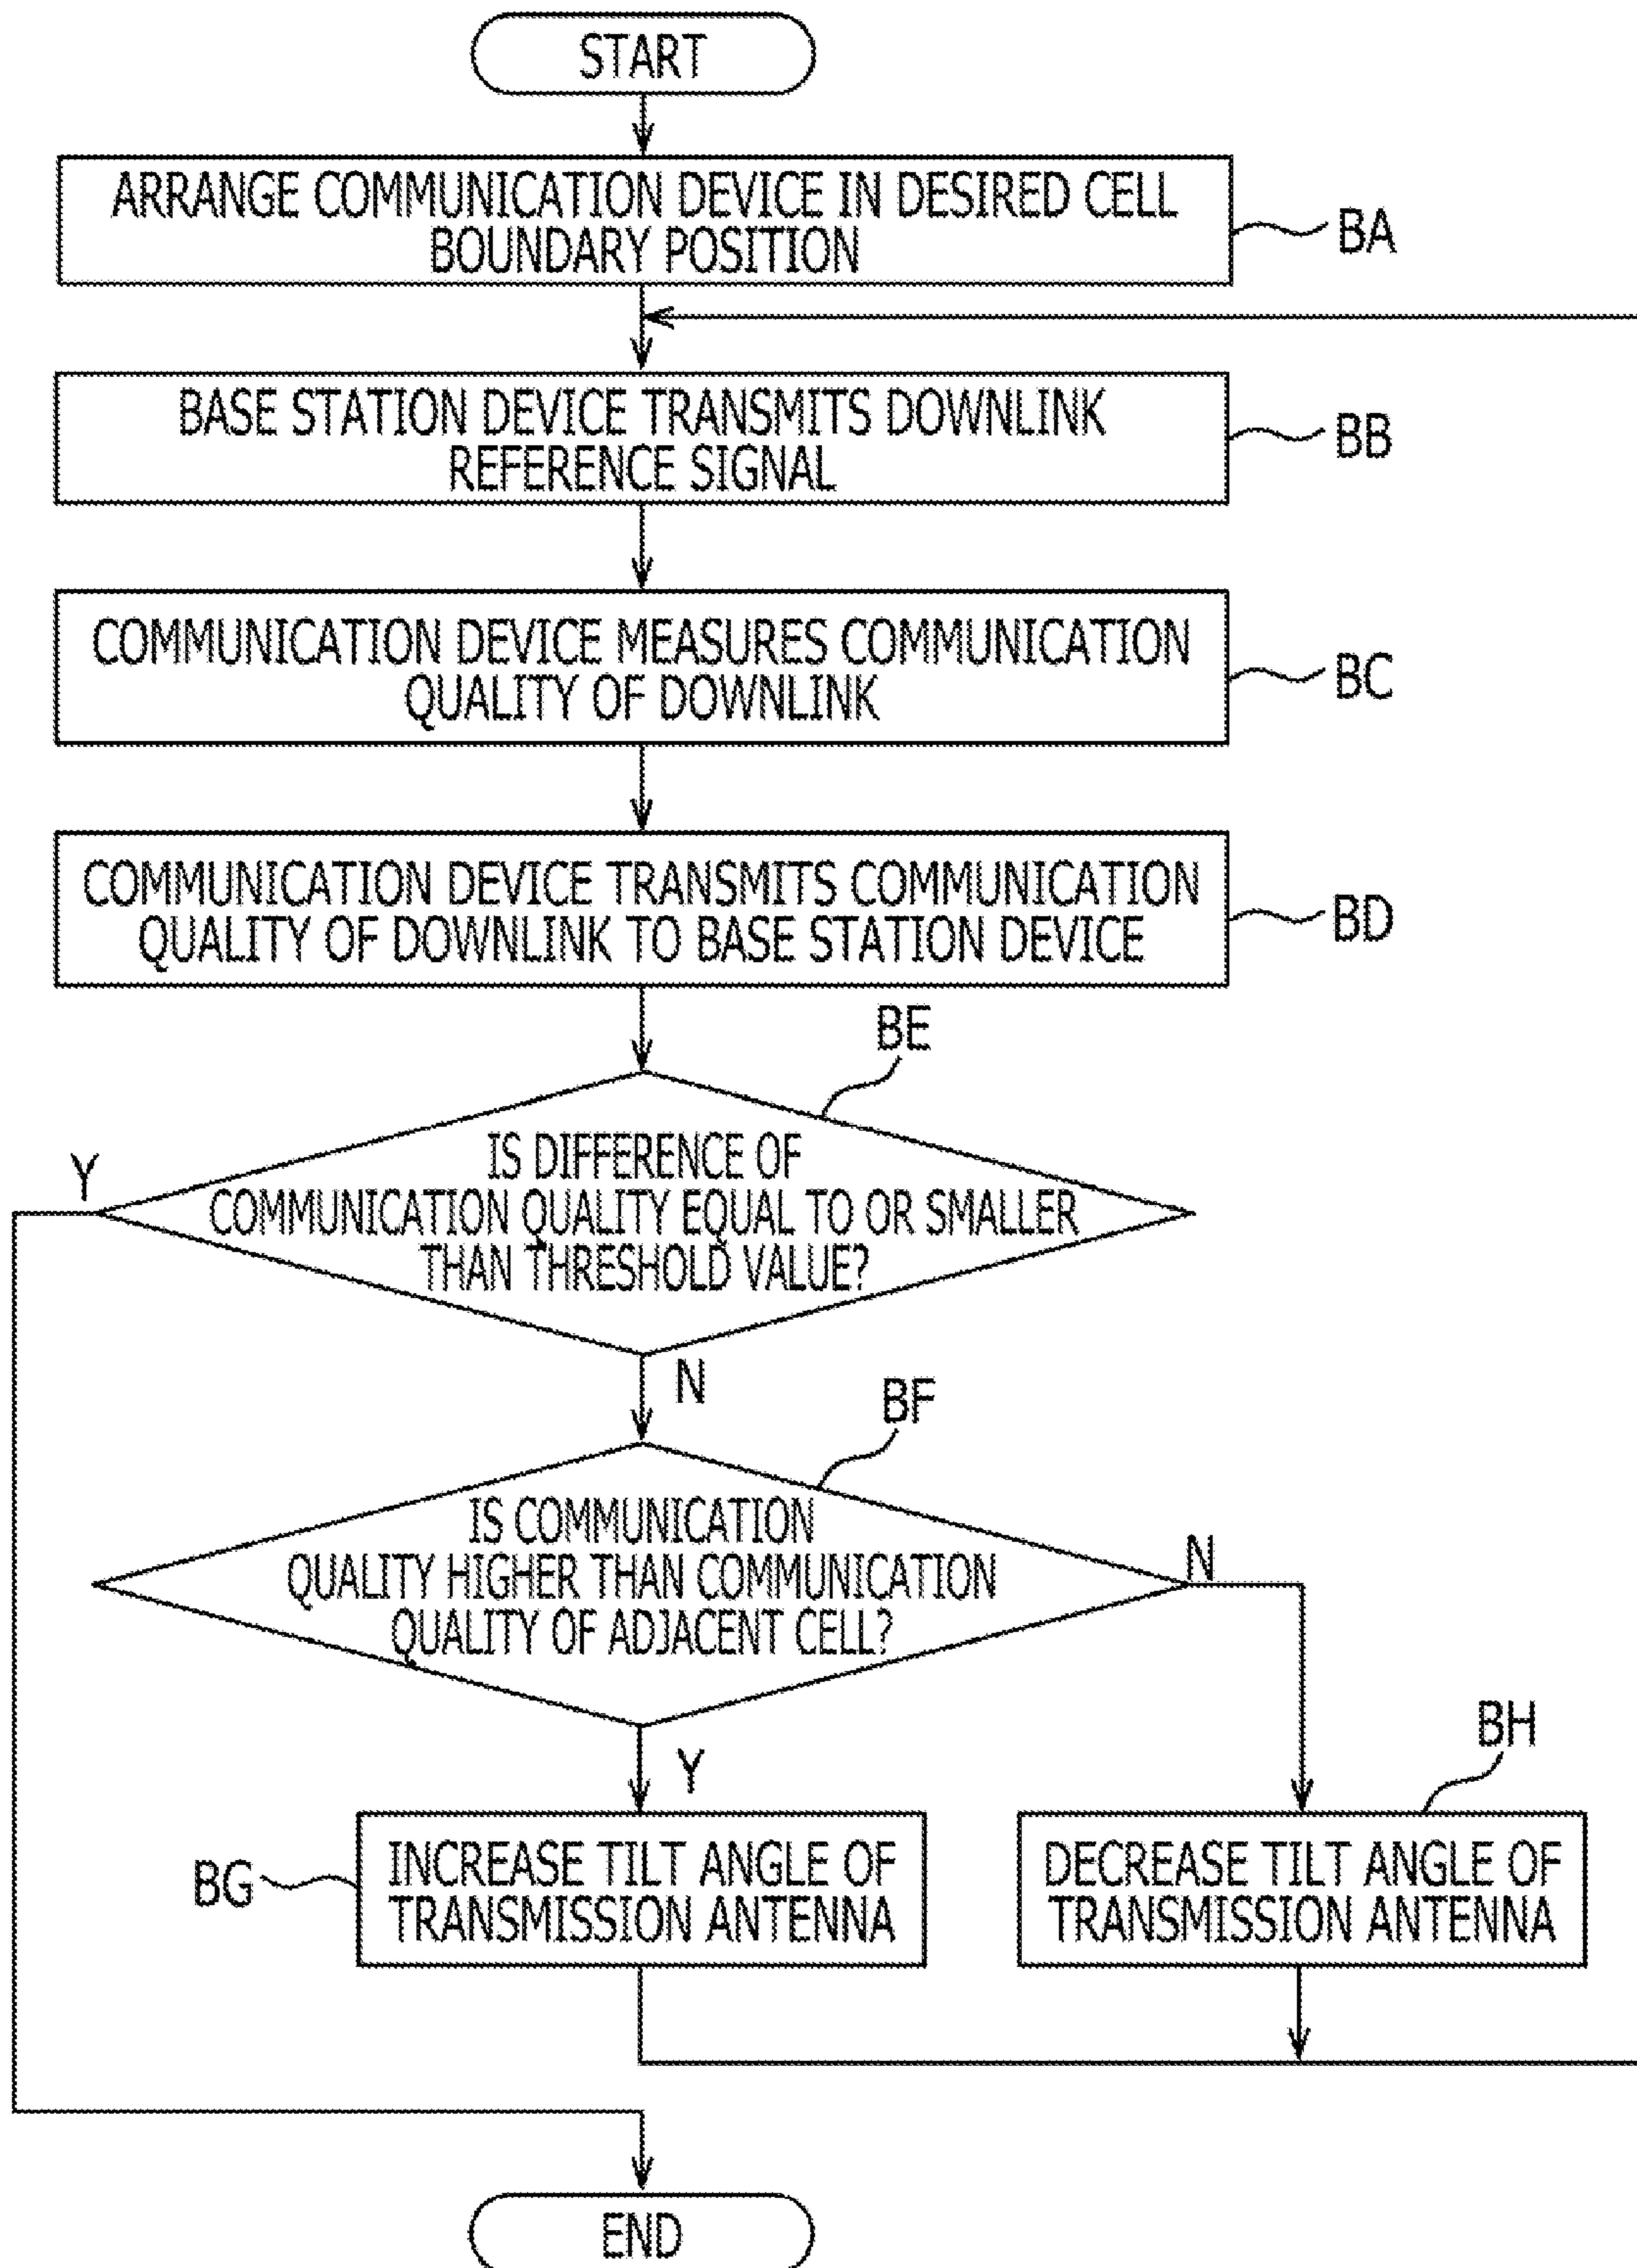 START
ARRANGE COMMUNICATION DEVICE IN DESIRED CELL
BOUNDARY POSITION
BA
BASE STATION DEVICE TRANSMITS DOWNLINK
REFERENCE SIGNAL
BB
COMMUNICATION DEVICE MEASURES COMMUNICATION
QUALITY OF DOWNLINK
BC
COMMUNICATION DEVICE TRANSMITS COMMUNICATION
QUALITY OF DOWNLINK TO BASE STATION DEVICE
BD
BE
Y
IS DIFFERENCE OF
COMMUNICATION QUALITY EQUAL TO OR SMALLER
THAN THRESHOLD VALUE?
N
BF
IS COMMUNICATION
QUALITY HIGHER THAN COMMUNICATION
QUALITY OF ADJACENT CELL?
N
Y
BH
BG
INCREASE TILT ANGLE OF
TRANSMISSION ANTENNA
DECREASE TILT ANGLE OF
TRANSMISSION ANTENNA
END